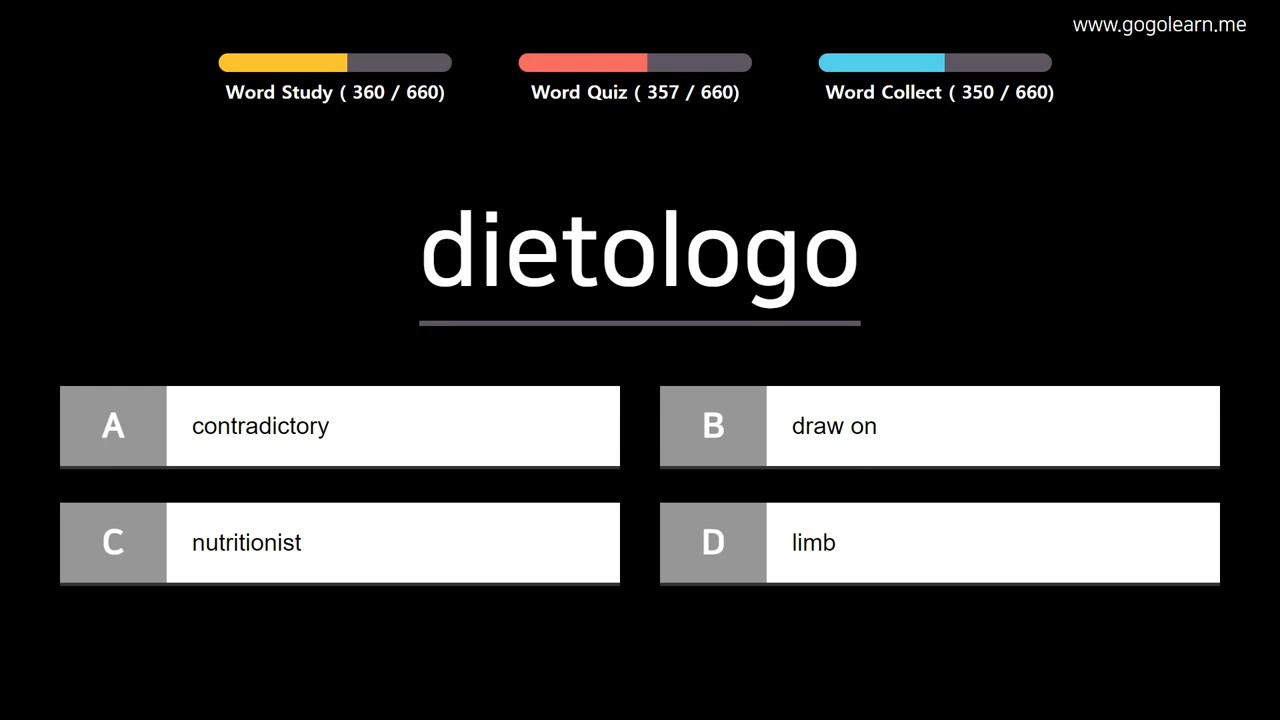 www.gogolearn.me
Word Study ( 360 / 660)
Word Quiz ( 357 / 660)
Word Collect ( 350 / 660)
dietologo
A contradictory
B draw on
C nutritionist
D limb